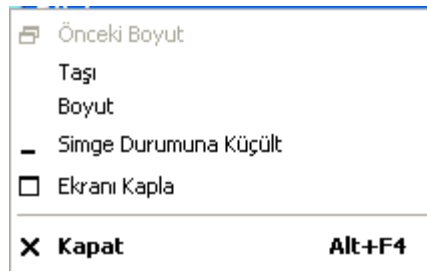 Önceki Boyut
Taşı
Boyut
Simge Durumuna Küçült
Ekranı Kapla
Kapat Alt+F4